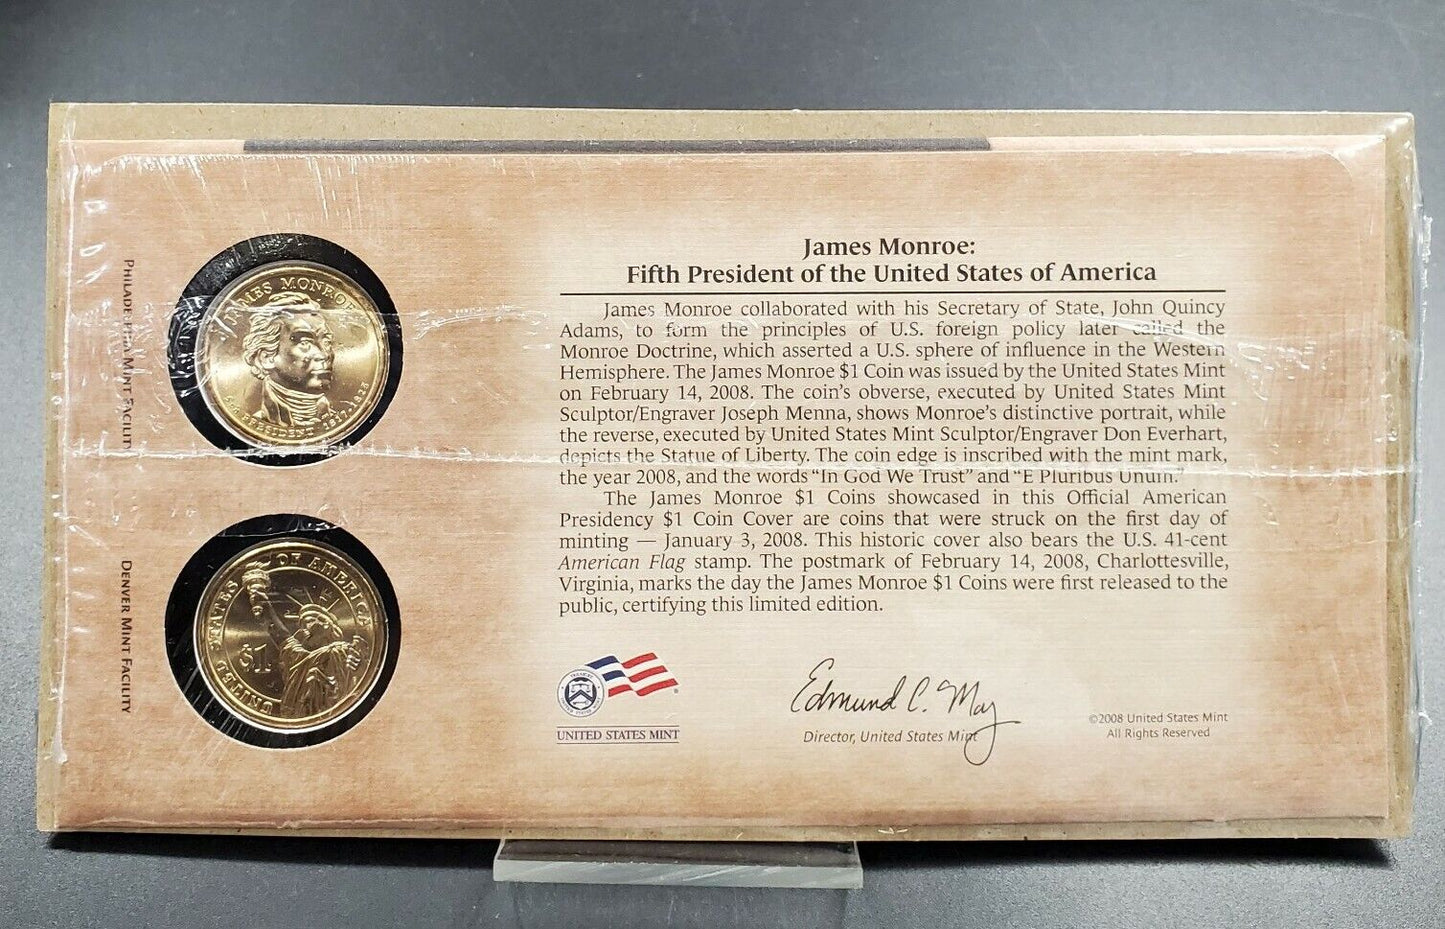 PHILADELPHIA MINT FACILITY
JAMES MONROE
5th PRESIDENT 1817-1825
DENVER MINT FACILITY
UNITED STATES OF AMERICA
$1
James Monroe:
Fifth President of the United States of America
James Monroe collaborated with his Secretary of State, John Quincy
Adams, to form the principles of U.S. foreign policy later called the
Monroe Doctrine, which asserted a U.S. sphere of influence in the Western
Hemisphere. The James Monroe $1 Coin was issued by the United States Mint
on February 14, 2008. The coin's obverse, executed by United States Mint
Sculptor/Engraver Joseph Menna, shows Monroe's distinctive portrait, while
the reverse, executed by United States Mint Sculptor/Engraver Don Everhart,
depicts the Statue of Liberty. The coin edge is inscribed with the mint mark,
the year 2008, and the words "In God We Trust" and "E Pluribus Unum."
The James Monroe $1 Coins showcased in this Official American
Presidency $1 Coin Cover are coins that were struck on the first day of
minting — January 3, 2008. This historic cover also bears the U.S. 41-cent
American Flag stamp. The postmark of February 14, 2008, Charlottesville,
Virginia, marks the day the James Monroe $1 Coins were first released to the
public, certifying this limited edition.
UNITED STATES MINT
Edmund C. Moy
Director, United States Mint
©2008 United States Mint
All Rights Reserved